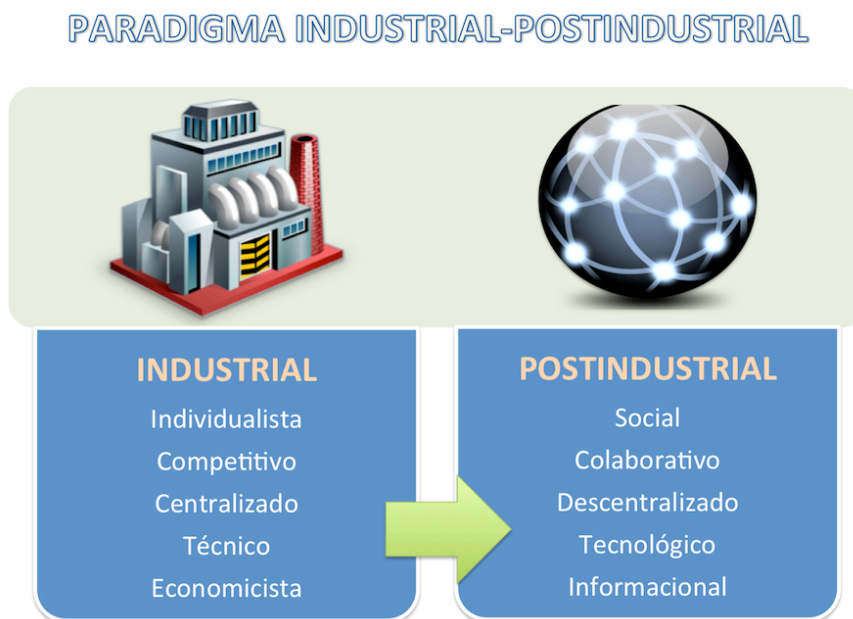 PARADIGMA INDUSTRIAL-POSTINDUSTRIAL
INDUSTRIAL
Individualista
Competitivo
Centralizado
Técnico
Economicista
POSTINDUSTRIAL
Social
Colaborativo
Descentralizado
Tecnológico
Informacional